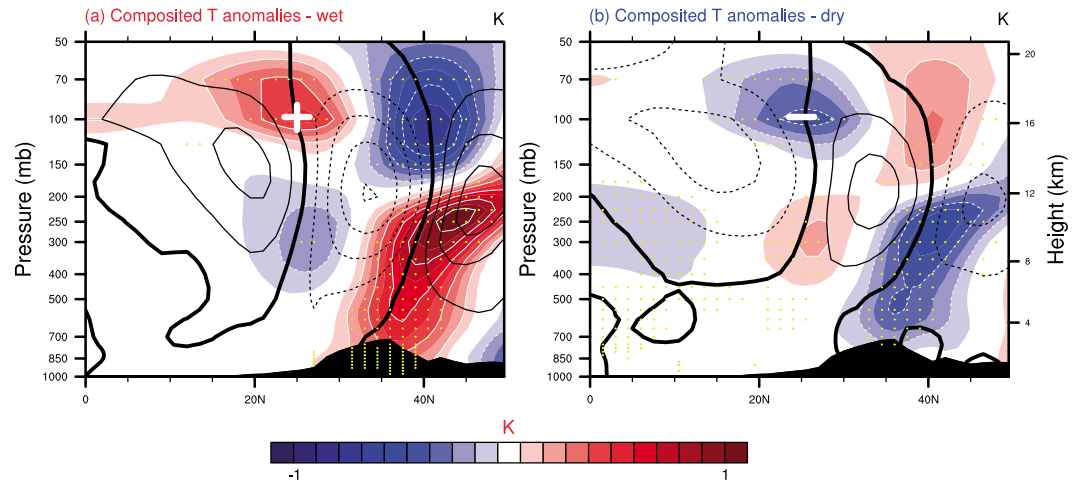 (a) Composited T anomalies - wet
K
(b) Composited T anomalies - dry
K
Pressure (mb)
50
70
100
150
200
250
300
400
500
700
850
1000
0
20N
40N
Pressure (mb)
50
70
100
150
200
250
300
400
500
700
850
1000
0
20N
40N
20
16
12
8
4
Height (km)
K
-1
1